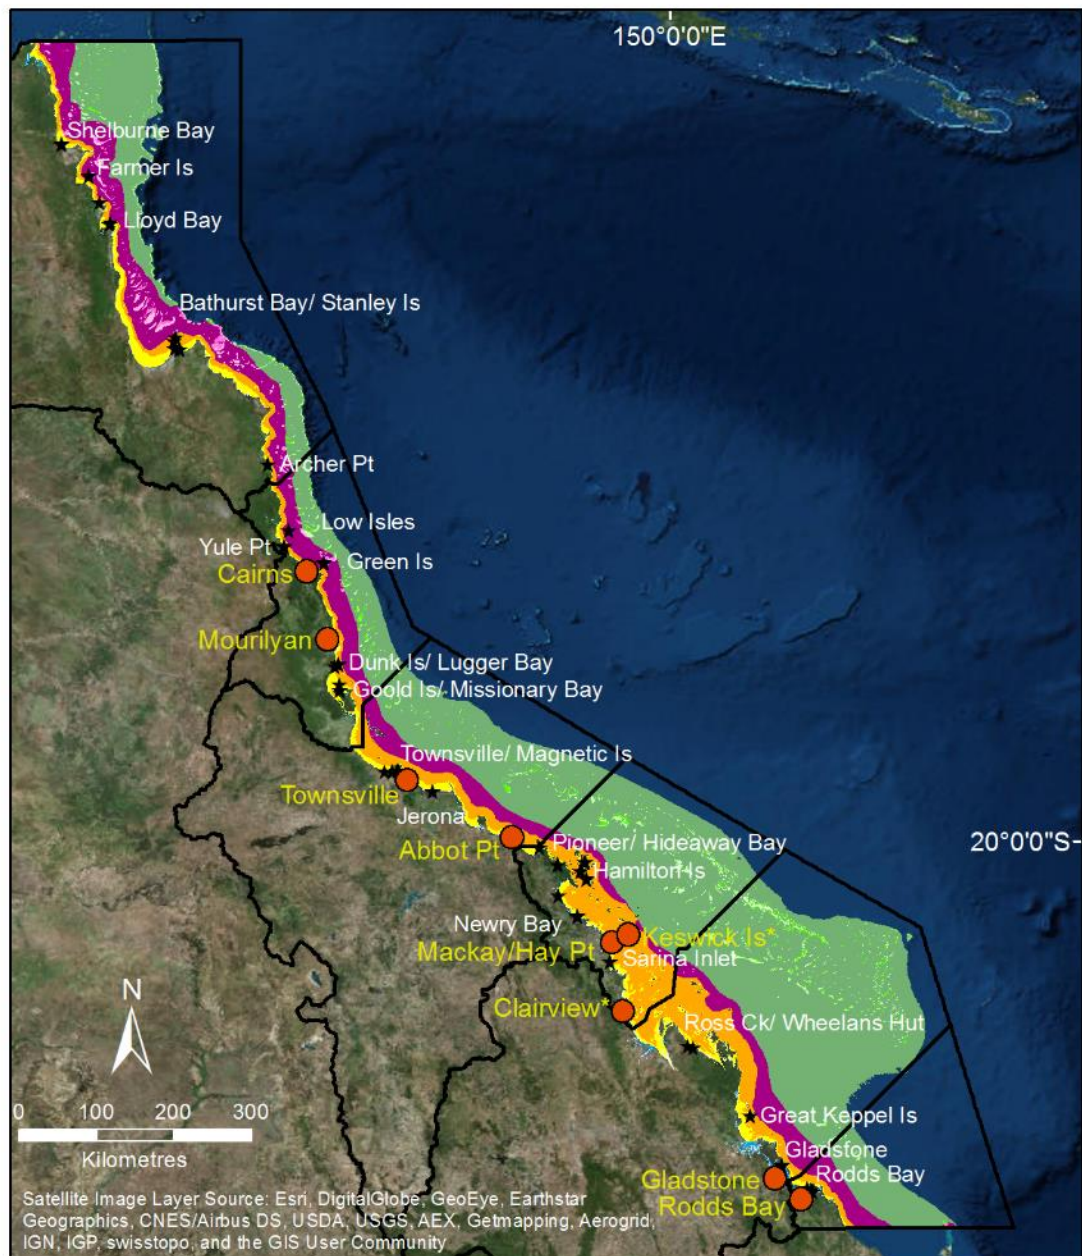 150°0'0"E
Shelburne Bay
Farmer Is
Lloyd Bay
Bathurst Bay/ Stanley Is
Archer Pt
Low Isles
Yule Pt
Green Is
Cairns
Mourilyan
Dunk Is/ Lugger Bay
Goold Is/ Missionary Bay
Townsville/ Magnetic Is
Townsville
Jerona
20°0'0"S
Abbot Pt
Pioneer/ Hideaway Bay
Hamilton Is
Newry Bay
Keswick Is*
Mackay/Hay Pt
Sarina Inlet
Clairview*
Ross Ck/ Wheelans Hut
N
0 100 200 300
Kilometres
Great Keppel Is
Gladstone
Rodds Bay
Gladstone
Rodds Bay
Satellite Image Layer Source: Esri, DigitalGlobe, GeoEye, Earthstar
Geographics, CNES/Airbus DS, USDA, USGS, AEX, Getmapping, Aerogrid,
IGN, IGP, swisstopo, and the GIS User Community